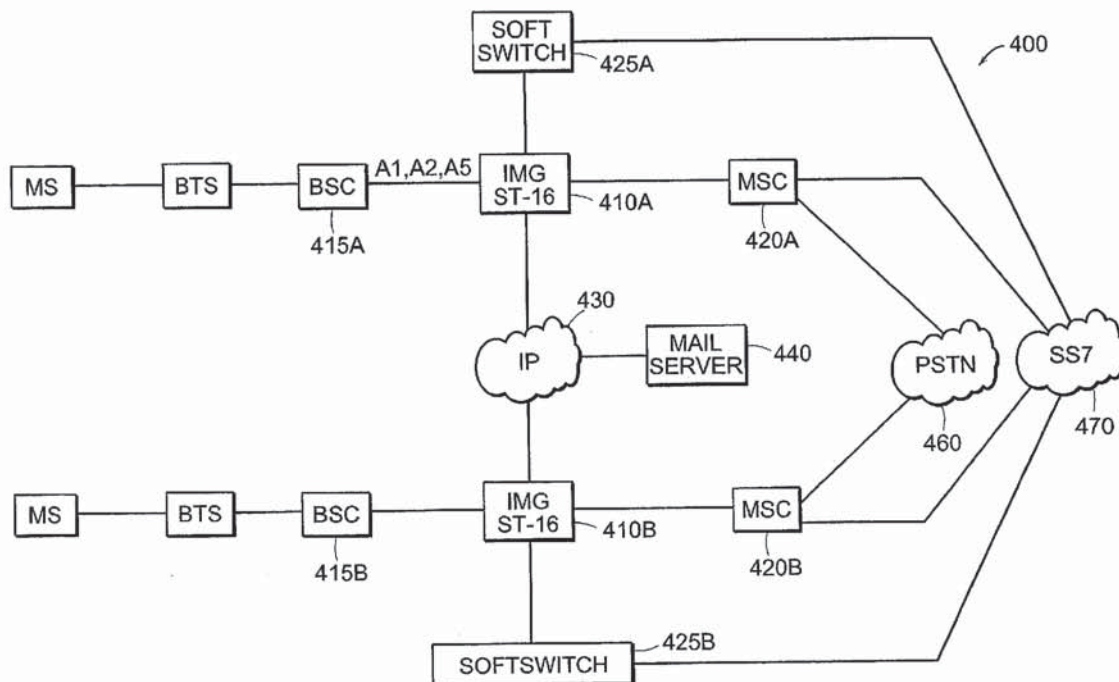 SOFT
SWITCH
425A
400
MS
BTS
BSC
A1,A2,A5
IMG
ST-16
MSC
415A
410A
420A
430
IP
MAIL
SERVER
440
PSTN
460
SS7
470
MS
BTS
BSC
IMG
ST-16
MSC
415B
410B
420B
425B
SOFTSWITCH